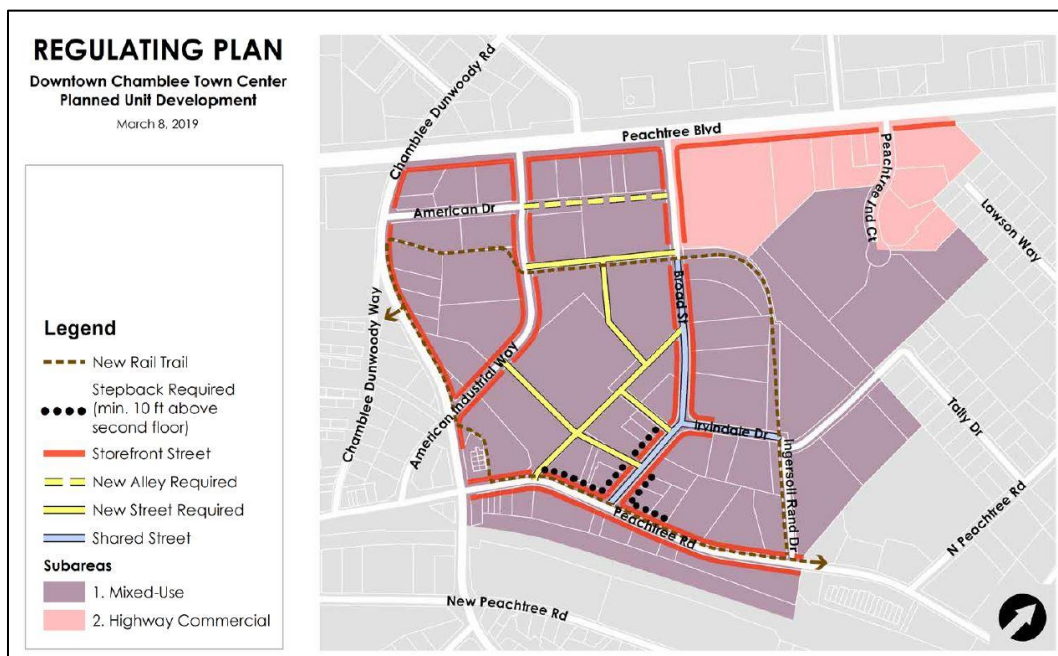 REGULATING PLAN
Downtown Chamblee Town Center
Planned Unit Development
March 8, 2019
Legend
New Rail Trail
Stepback Required
(min. 10 ft above
second floor)
Storefront Street
New Alley Required
New Street Required
Shared Street
Subareas
1. Mixed-Use
2. Highway Commercial
Chamblee Dunwoody Rd
Peachtree Blvd
Peachtree Ind Ct
Lawson Way
American Dr
Broad St
Chamblee Dunwoody Way
American Industrial Way
Irvindale Dr
Ingersoll Rand Dr
Tally Dr
Peachtree Rd
N Peachtree Rd
New Peachtree Rd